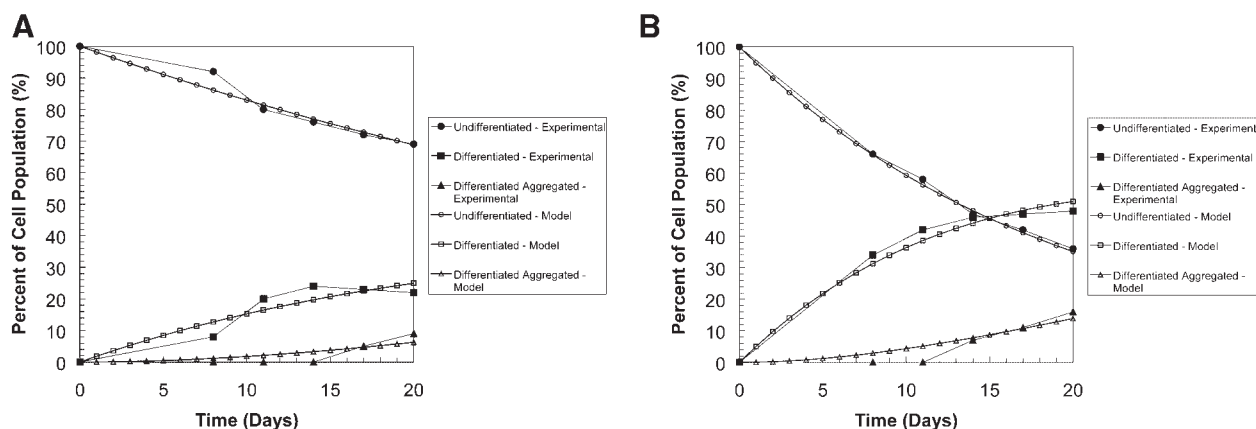 A
Percent of Cell Population (%)
100
90
80
70
60
50
40
30
20
10
0
0
5
10
15
20
Time (Days)
Undifferentiated - Experimental
Differentiated - Experimental
Differentiated Aggregated -
Experimental
Undifferentiated - Model
Differentiated - Model
Differentiated Aggregated -
Model
B
Percent of Cell Population (%)
100
90
80
70
60
50
40
30
20
10
0
0
5
10
15
20
Time (Days)
Undifferentiated - Experiment
Differentiated - Experimental
Differentiated Aggregated -
Experimental
Undifferentiated - Model
Differentiated - Model
Differentiated Aggregated -
Model